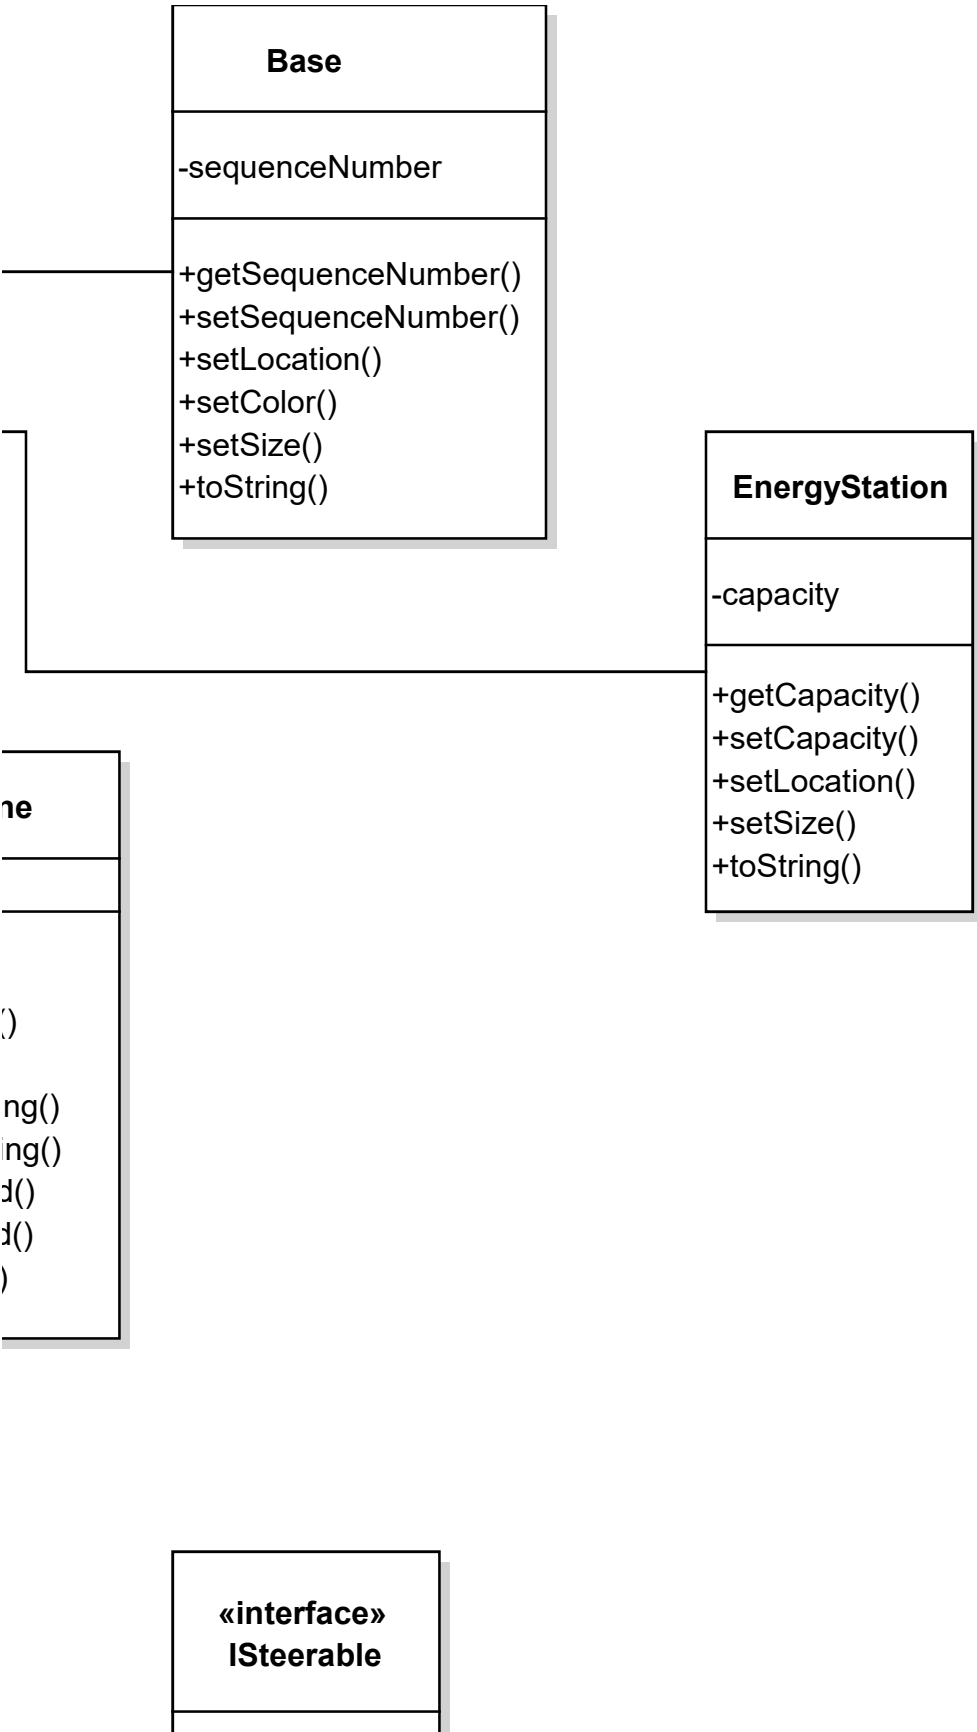 Base
-sequenceNumber
+getSequenceNumber()
+setSequenceNumber()
+setLocation()
+setColor()
+setSize()
+toString()
EnergyStation
-capacity
+getCapacity()
+setCapacity()
+setLocation()
+setSize()
+toString()
«interface»
ISteerable